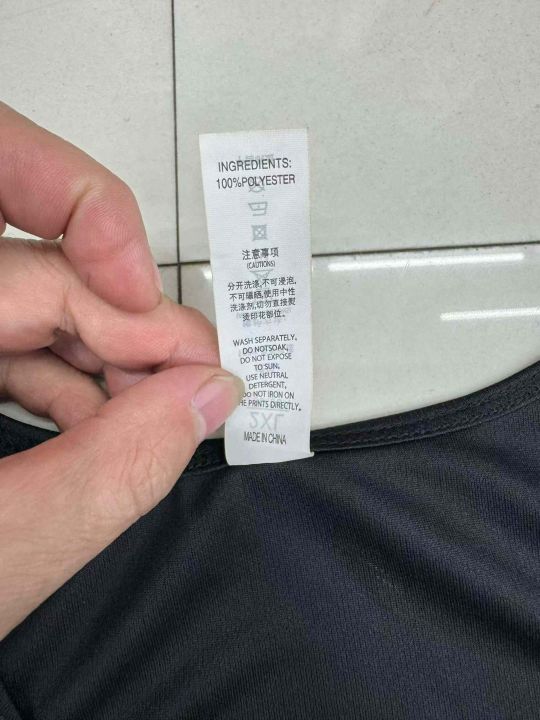 INGREDIENTS:
100%POLYESTER
注意事项
(CAUTIONS)
分开洗涤,不可浸泡,
不可曝晒,使用中性
洗涤剂,切勿直接熨
烫印花部位。
WASH SEPARATELY,
DO NOTSOAK,
DO NOT EXPOSE
TO SUN,
USE NEUTRAL
DETERGENT,
DO NOT IRON ON
HE PRINTS DIRECTLY。
2XL
MADE IN CHINA